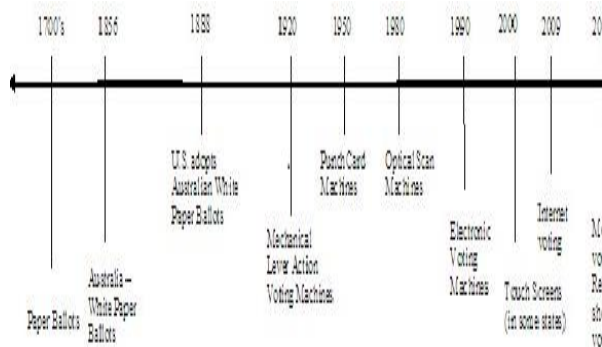 1700's 1856 1888 1920 1950 1980 1990 2000 2009
U.S. adopts
Australian White
Paper Ballots
Punch Card
Machines
Optical Scan
Machines
Internet
voting
Electronic
Voting
Machines
Mechanical
Lever Action
Voting Machines
Australia –
White Paper
Ballots
Paper Ballots
Touch Screens
(in some states)